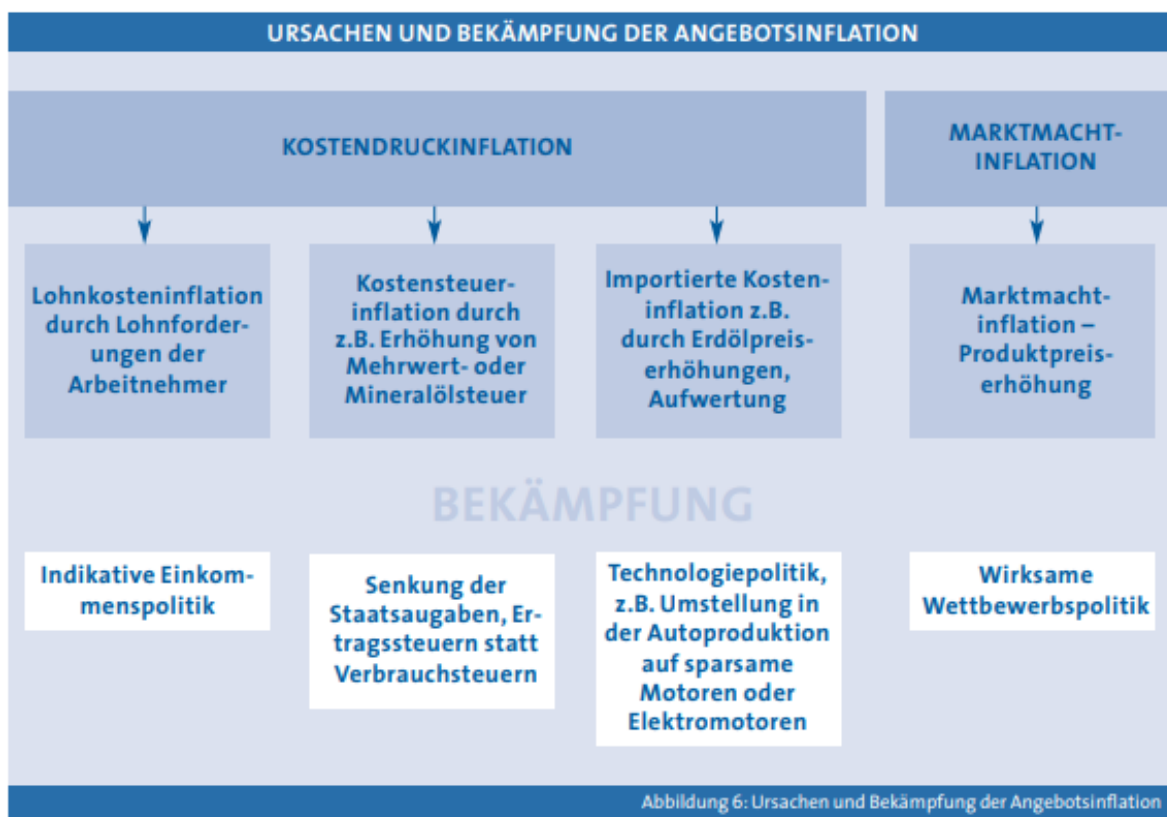 URSACHEN UND BEKÄMPFUNG DER ANGEBOTSINFLATION
KOSTENDRUCKINFLATION
MARKTMACHT-
INFLATION
Lohnkosteninflation
durch Lohnforder-
ungen der
Arbeitnehmer
Kostensteuer-
inflation durch
z.B. Erhöhung von
Mehrwert- oder
Mineralölsteuer
Importierte Kosten-
inflation z.B.
durch Erdölpreis-
erhöhungen,
Aufwertung
Marktmacht-
inflation –
Produktpreis-
erhöhung
BEKÄMPFUNG
Indikative Einkom-
menspolitik
Senkung der
Staatsaugaben, Er-
tragssteuern statt
Verbrauchsteuern
Technologiepolitik,
z.B. Umstellung in
der Autoproduktion
auf sparsame
Motoren oder
Elektromotoren
Wirksame
Wettbewerbspolitik
Abbildung 6: Ursachen und Bekämpfung der Angebotsinflation